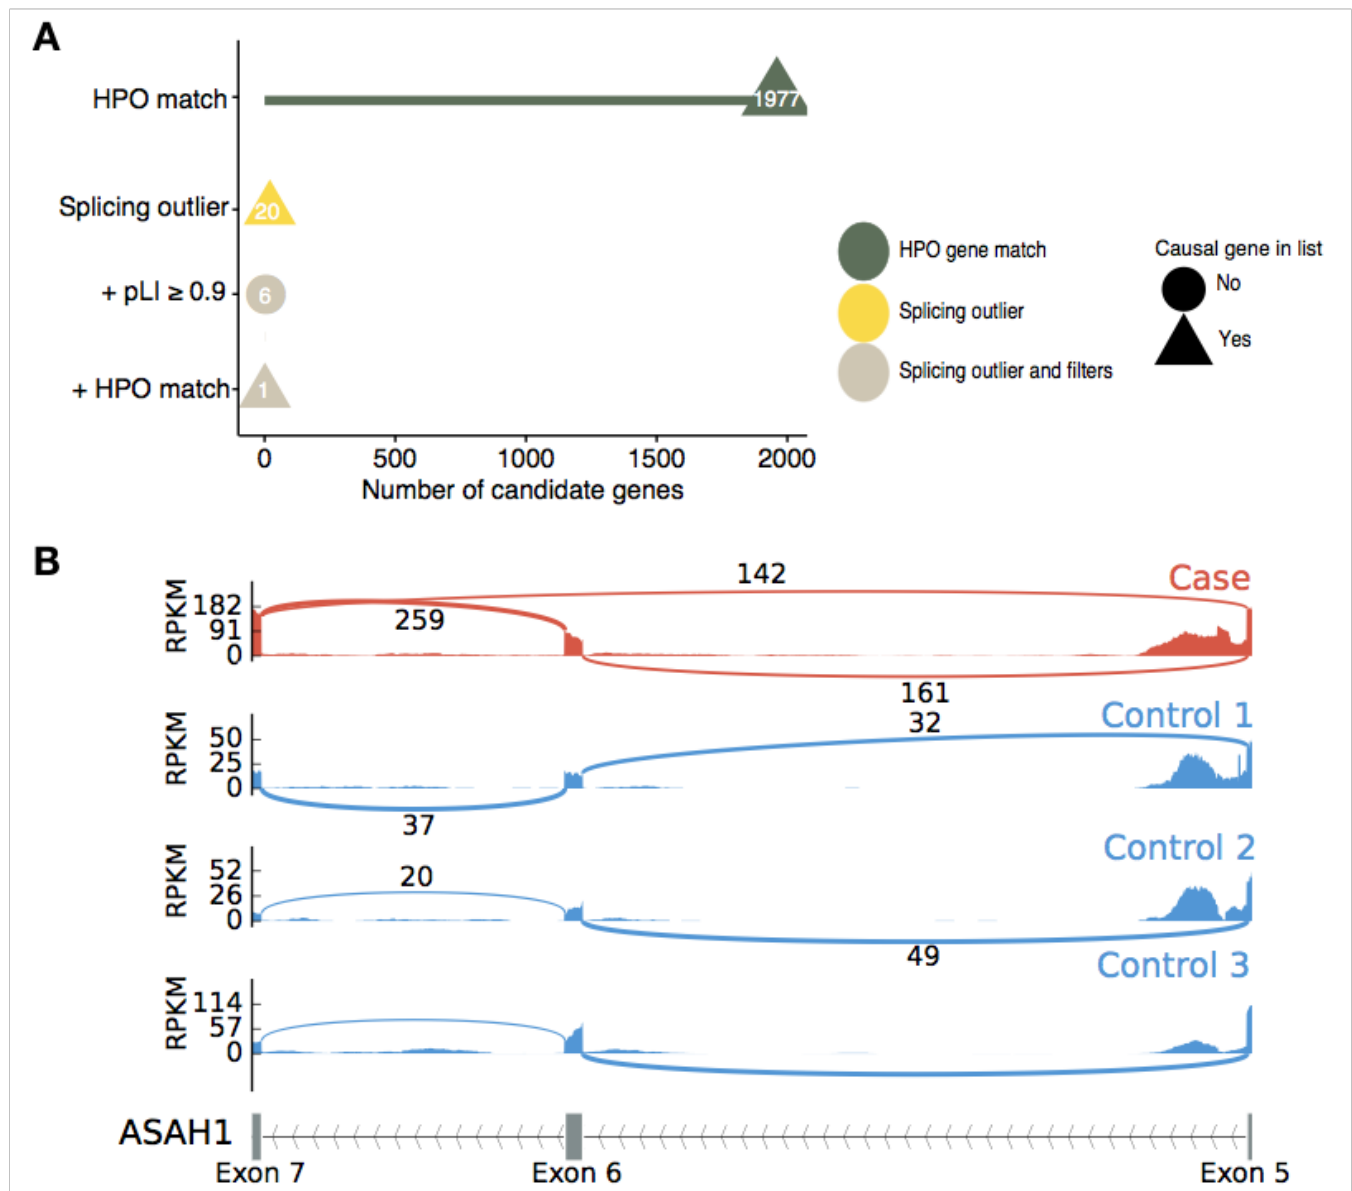 A
HPO match
1977
Splicing outlier
20
+ pLI ≥ 0.9
6
+ HPO match
1
0 500 1000 1500 2000
Number of candidate genes
HPO gene match
Splicing outlier
Splicing outlier and filters
Causal gene in list
No
Yes
B
Case
RPKM
182
91
0
142
259
161
Control 1
RPKM
50
25
0
32
37
Control 2
RPKM
52
26
0
20
49
Control 3
RPKM
114
57
0
ASAH1
Exon 7 Exon 6 Exon 5